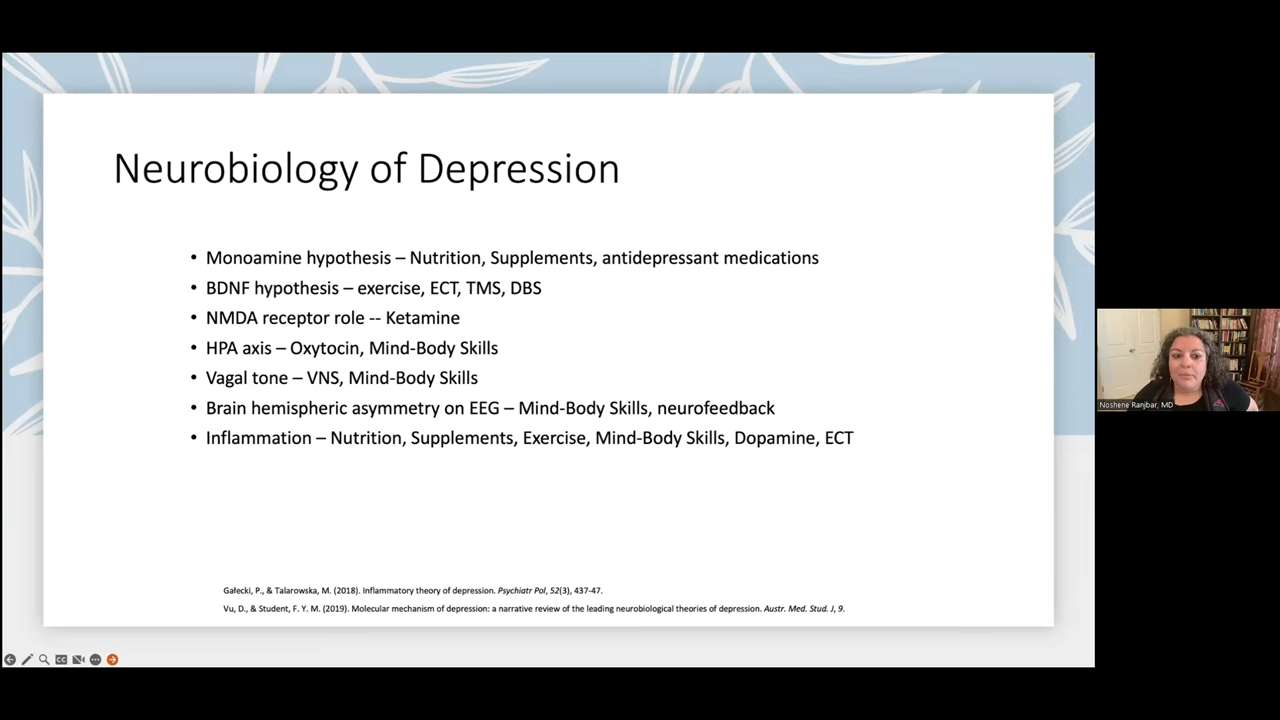 Neurobiology of Depression
• Monoamine hypothesis – Nutrition, Supplements, antidepressant medications
• BDNF hypothesis – exercise, ECT, TMS, DBS
• NMDA receptor role -- Ketamine
• HPA axis – Oxytocin, Mind-Body Skills
• Vagal tone – VNS, Mind-Body Skills
• Brain hemispheric asymmetry on EEG – Mind-Body Skills, neurofeedback
• Inflammation – Nutrition, Supplements, Exercise, Mind-Body Skills, Dopamine, ECT
Gałecki, P., & Talarowska, M. (2018). Inflammatory theory of depression. Psychiatr Pol, 52(3), 437-47.
Vu, D., & Student, F. Y. M. (2019). Molecular mechanism of depression: a narrative review of the leading neurobiological theories of depression. Austr. Med. Stud. J, 9.
CC
Noshene Ranjbar, MD